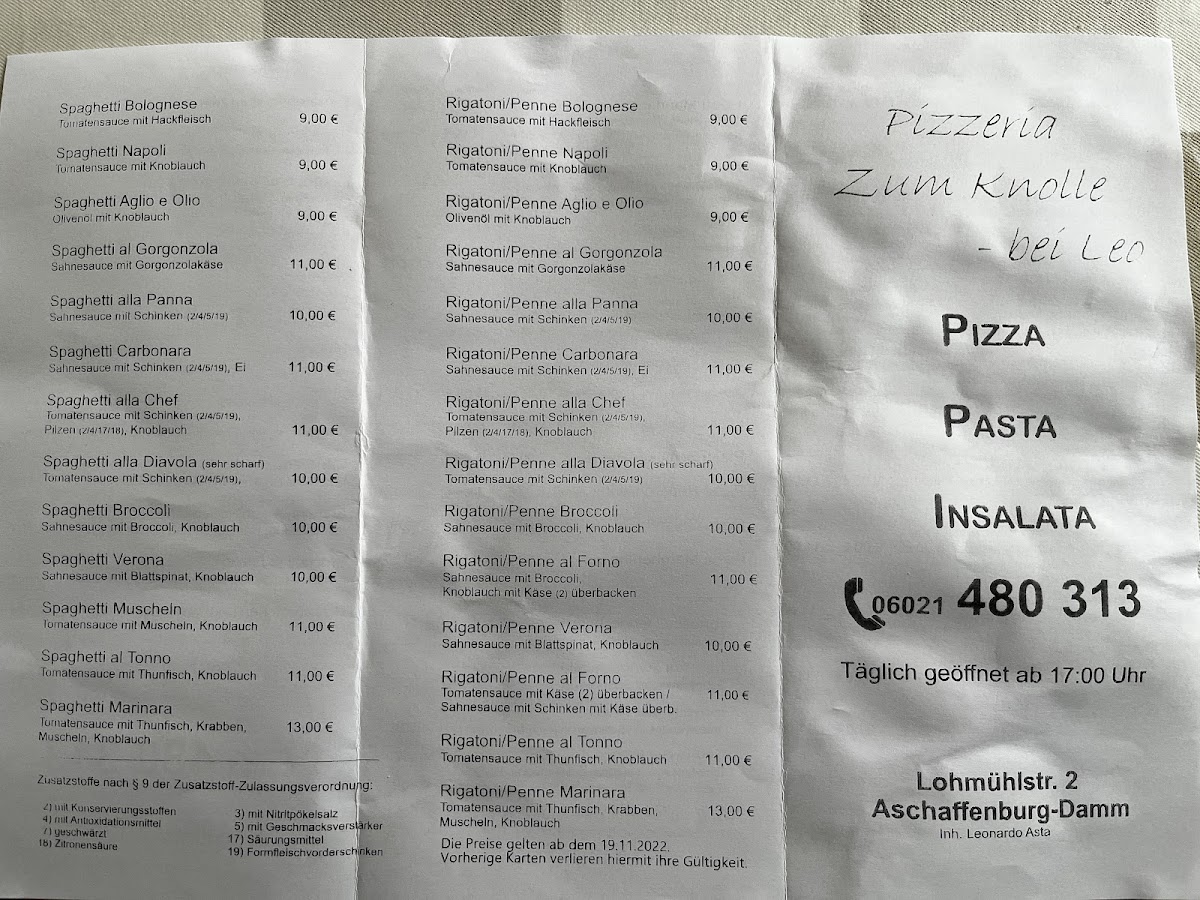 Spaghetti Bolognese
Tomatensauce mit Hackfleisch 9,00 €
Spaghetti Napoli
Tomatensauce mit Knoblauch 9,00 €
Spaghetti Aglio e Olio
Olivenöl mit Knoblauch 9,00 €
Spaghetti al Gorgonzola
Sahnesauce mit Gorgonzolakäse 11,00 €
Spaghetti alla Panna
Sahnesauce mit Schinken (2/4/5/19) 10,00 €
Spaghetti Carbonara
Sahnesauce mit Schinken (2/4/5/19), Ei 11,00 €
Spaghetti alla Chef
Tomatensauce mit Schinken (2/4/5/19),
Pilzen (2/4/17/18), Knoblauch 11,00 €
Spaghetti alla Diavola (sehr scharf)
Tomatensauce mit Schinken (2/4/5/19), 10,00 €
Spaghetti Broccoli
Sahnesauce mit Broccoli, Knoblauch 10,00 €
Spaghetti Verona
Sahnesauce mit Blattspinat, Knoblauch 10,00 €
Spaghetti Muscheln
Tomatensauce mit Muscheln, Knoblauch 11,00 €
Spaghetti al Tonno
Tomatensauce mit Thunfisch, Knoblauch 11,00 €
Spaghetti Marinara
Tomatensauce mit Thunfisch, Krabben, 13,00 €
Muscheln, Knoblauch
Zusatzstoffe nach § 9 der Zusatzstoff-Zulassungsverordnung:
2) mit Konservierungsstoffen
4) mit Antioxidationsmittel
7) geschwärzt
18) Zitronensäure
3) mit Nitritpökelsalz
5) mit Geschmacksverstärker
17) Säurungsmittel
19) Formfleischvorderschinken
Rigatoni/Penne Bolognese
Tomatensauce mit Hackfleisch 9,00 €
Rigatoni/Penne Napoli
Tomatensauce mit Knoblauch 9,00 €
Rigatoni/Penne Aglio e Olio
Olivenöl mit Knoblauch 9,00 €
Rigatoni/Penne al Gorgonzola
Sahnesauce mit Gorgonzolakäse 11,00 €
Rigatoni/Penne alla Panna
Sahnesauce mit Schinken (2/4/5/19) 10,00 €
Rigatoni/Penne Carbonara
Sahnesauce mit Schinken (2/4/5/19), Ei 11,00 €
Rigatoni/Penne alla Chef
Tomatensauce mit Schinken (2/4/5/19),
Pilzen (2/4/17/18), Knoblauch 11,00 €
Rigatoni/Penne alla Diavola (sehr scharf)
Tomatensauce mit Schinken (2/4/5/19) 10,00 €
Rigatoni/Penne Broccoli
Sahnesauce mit Broccoli, Knoblauch 10,00 €
Rigatoni/Penne al Forno
Sahnesauce mit Broccoli, 11,00 €
Knoblauch mit Käse (2) überbacken
Rigatoni/Penne Verona
Sahnesauce mit Blattspinat, Knoblauch 10,00 €
Rigatoni/Penne al Forno
Tomatensauce mit Käse (2) überbacken / 11,00 €
Sahnesauce mit Schinken mit Käse überb.
Rigatoni/Penne al Tonno
Tomatensauce mit Thunfisch, Knoblauch 11,00 €
Rigatoni/Penne Marinara
Tomatensauce mit Thunfisch, Krabben, 13,00 €
Muscheln, Knoblauch
Die Preise gelten ab dem 19.11.2022.
Vorherige Karten verlieren hiermit ihre Gültigkeit.
Pizzeria
Zum Knolle
- bei Leo
PIZZA
PASTA
INSALATA
06021 480 313
Täglich geöffnet ab 17:00 Uhr
Lohmühlstr. 2
Aschaffenburg-Damm
Inh. Leonardo Asta